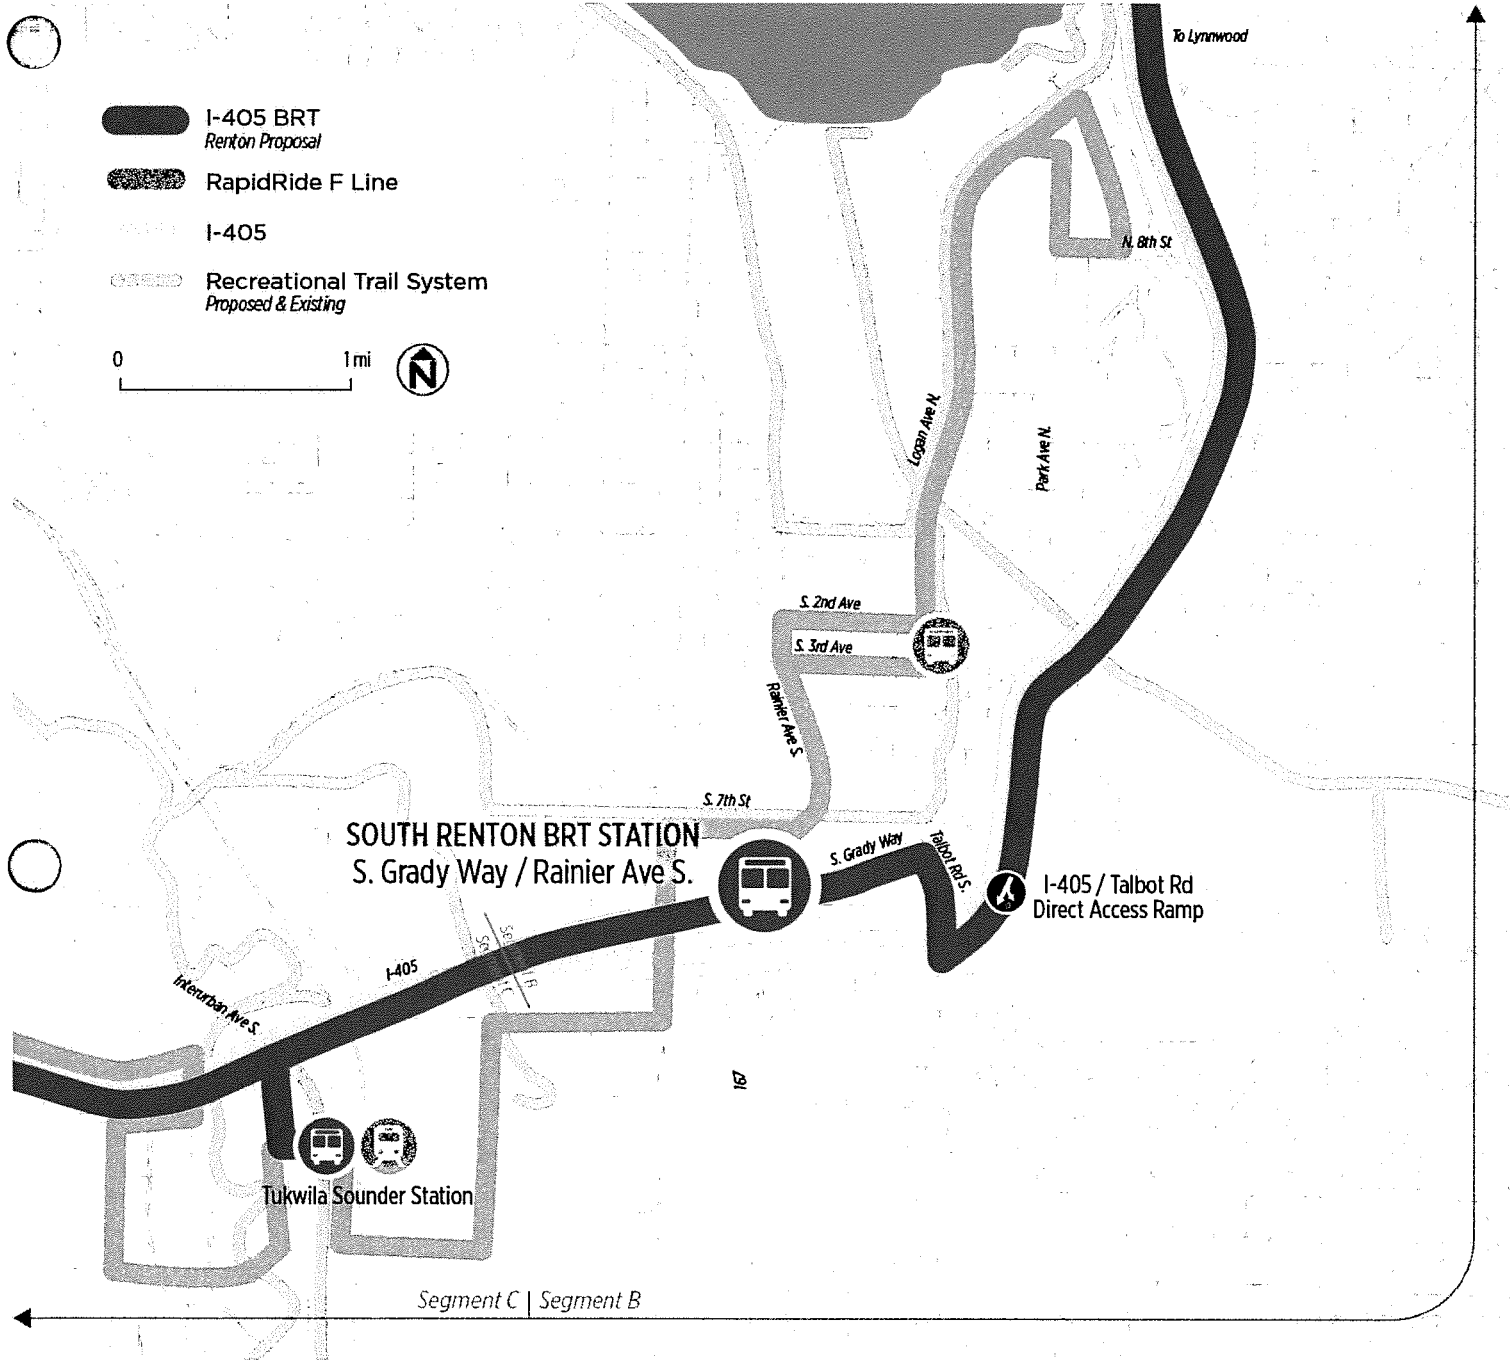 To Lynnwood
I-405 BRT
Renton Proposal
RapidRide F Line
I-405
Recreational Trail System
Proposed & Existing
0
1 mi
N
N. 8th St
Logan Ave N.
Park Ave N.
S. 2nd Ave
S. 3rd Ave
Rainier Ave S.
S. 7th St
SOUTH RENTON BRT STATION
S. Grady Way / Rainier Ave S.
S. Grady Way
Talbot Rd S.
I-405 / Talbot Rd
Direct Access Ramp
I-405
Interurban Ave S.
167
Tukwila Sounder Station
Segment C | Segment B